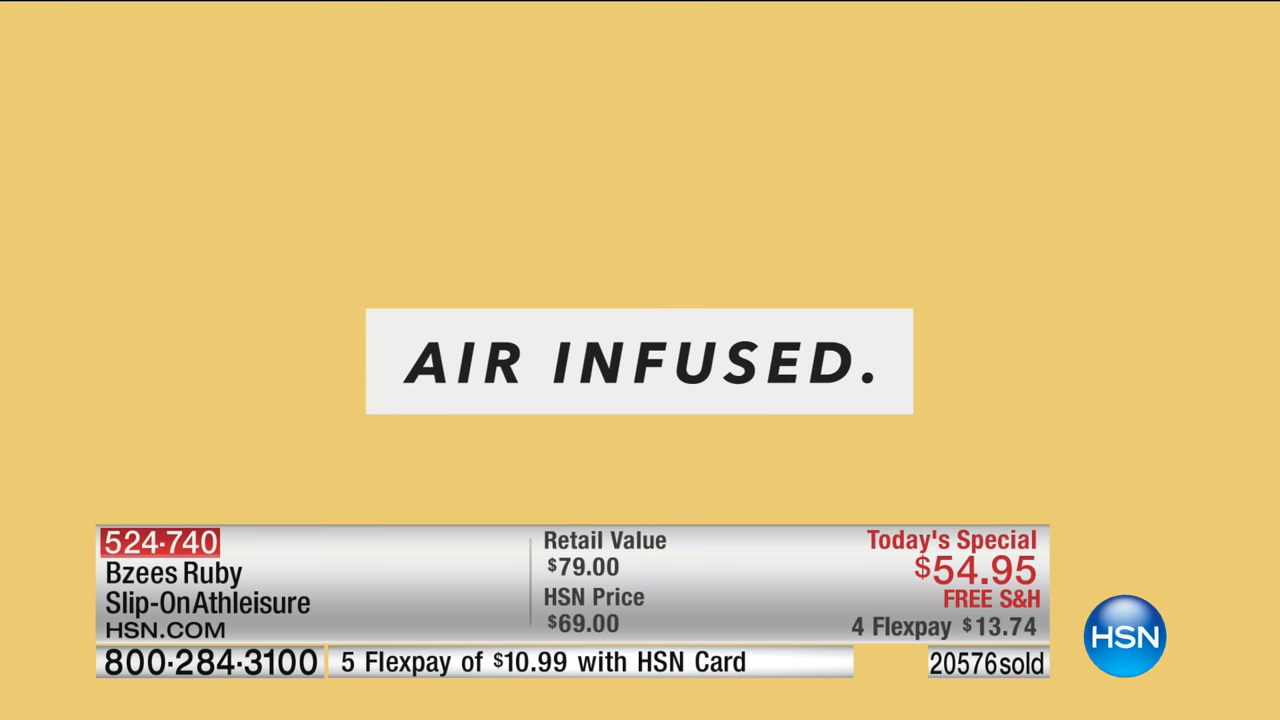 AIR INFUSED.
524-740
Bzees Ruby
Slip-On Athleisure
HSN.COM
Retail Value
$79.00
HSN Price
$69.00
Today's Special
$54.95
FREE S&H
4 Flexpay $13.74
800-284-3100
5 Flexpay of $10.99 with HSN Card
20576 sold
HSN